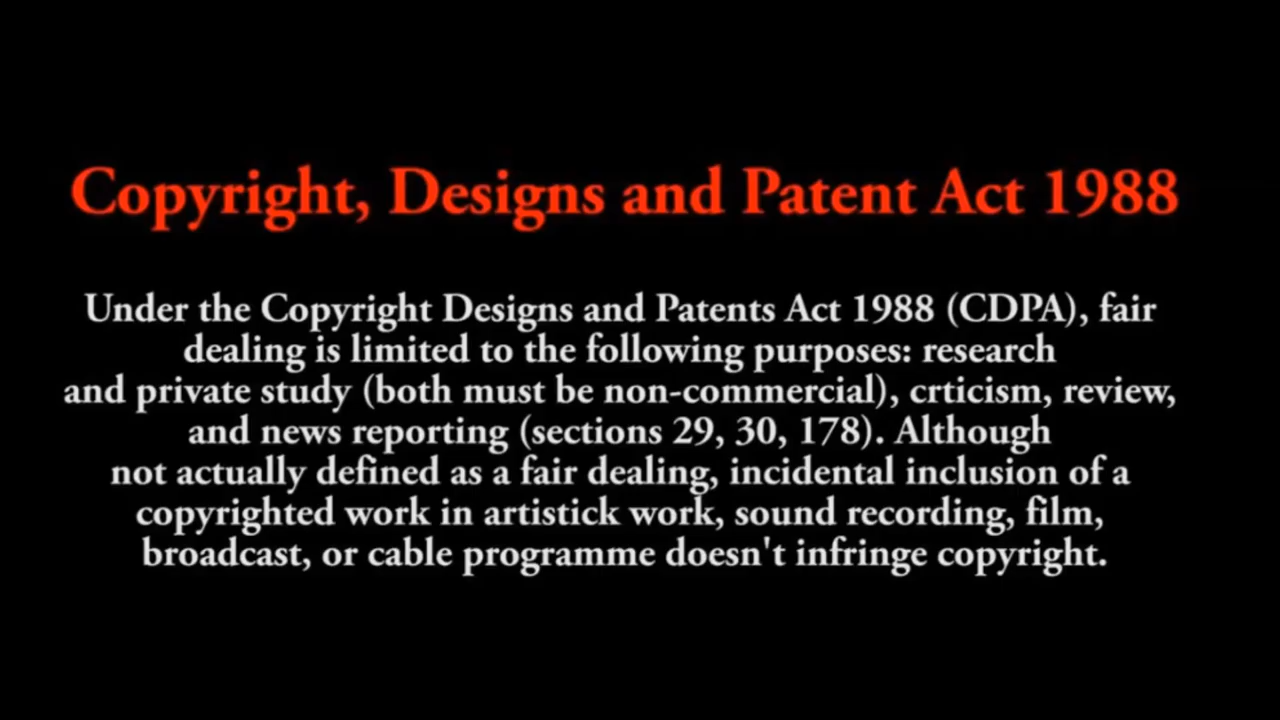 Copyright, Designs and Patent Act 1988
Under the Copyright Designs and Patents Act 1988 (CDPA), fair
dealing is limited to the following purposes: research
and private study (both must be non-commercial), crticism, review,
and news reporting (sections 29, 30, 178). Although
not actually defined as a fair dealing, incidental inclusion of a
copyrighted work in artistick work, sound recording, film,
broadcast, or cable programme doesn't infringe copyright.